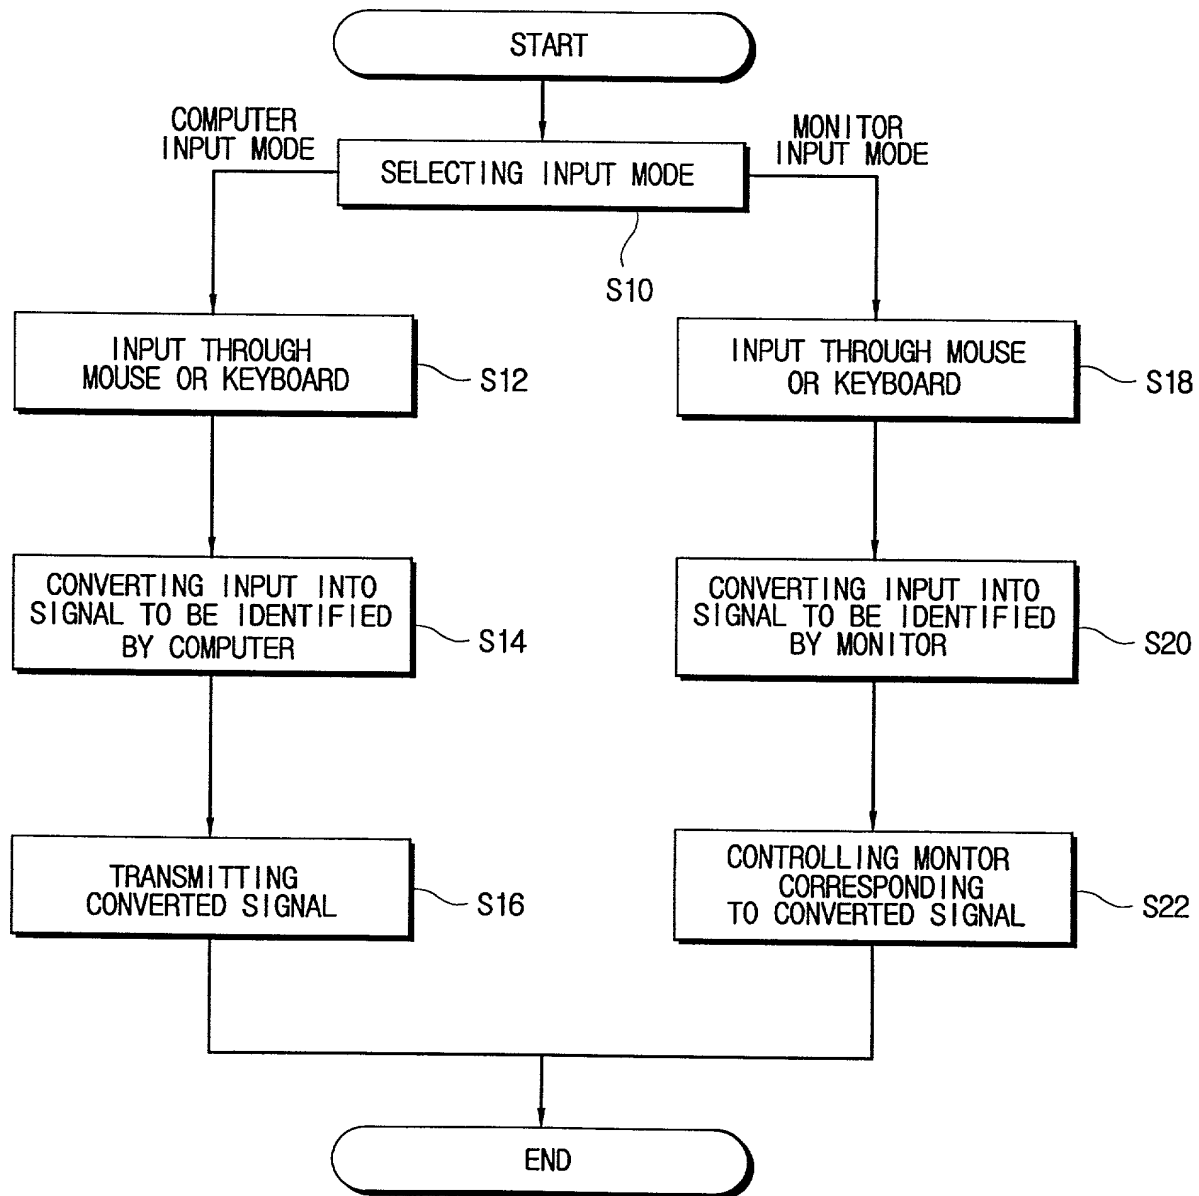 START
COMPUTER
INPUT MODE
MONITOR
INPUT MODE
SELECTING INPUT MODE
S10
INPUT THROUGH
MOUSE OR KEYBOARD
S12
INPUT THROUGH MOUSE
OR KEYBOARD
S18
CONVERTING INPUT INTO
SIGNAL TO BE IDENTIFIED
BY COMPUTER
S14
CONVERTING INPUT INTO
SIGNAL TO BE IDENTIFIED
BY MONITOR
S20
TRANSMITTING
CONVERTED SIGNAL
S16
CONTROLLING MONTOR
CORRESPONDING
TO CONVERTED SIGNAL
S22
END